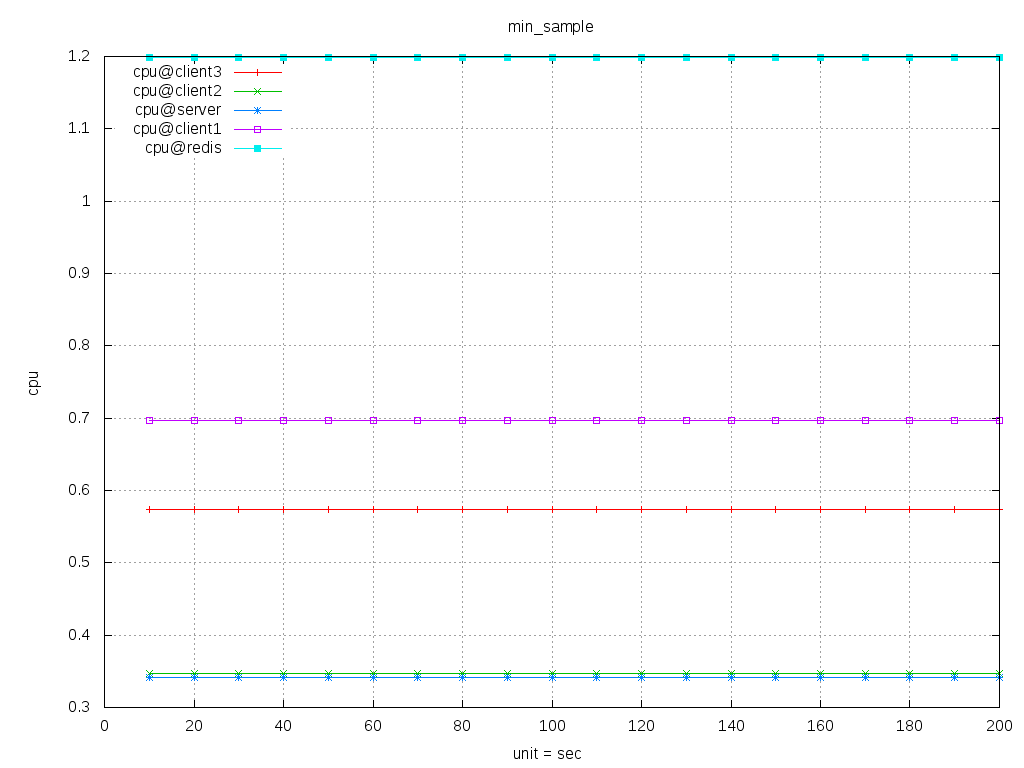 min_sample
1.2
1.1
1
0.9
0.8
0.7
0.6
0.5
0.4
0.3
cpu
cpu@client3
cpu@client2
cpu@server
cpu@client1
cpu@redis
0 20 40 60 80 100 120 140 160 180 200
unit = sec